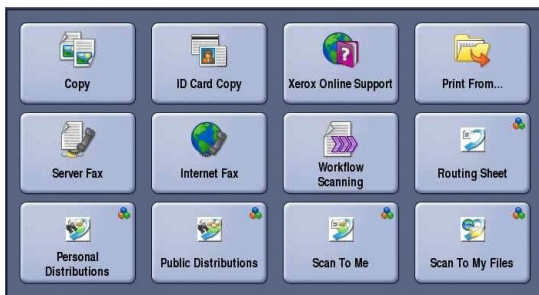 Copy
ID Card Copy
Xerox Online Support
Print From...
Server Fax
Internet Fax
Workflow
Scanning
Routing Sheet
Personal
Distributions
Public Distributions
Scan To Me
Scan To My Files